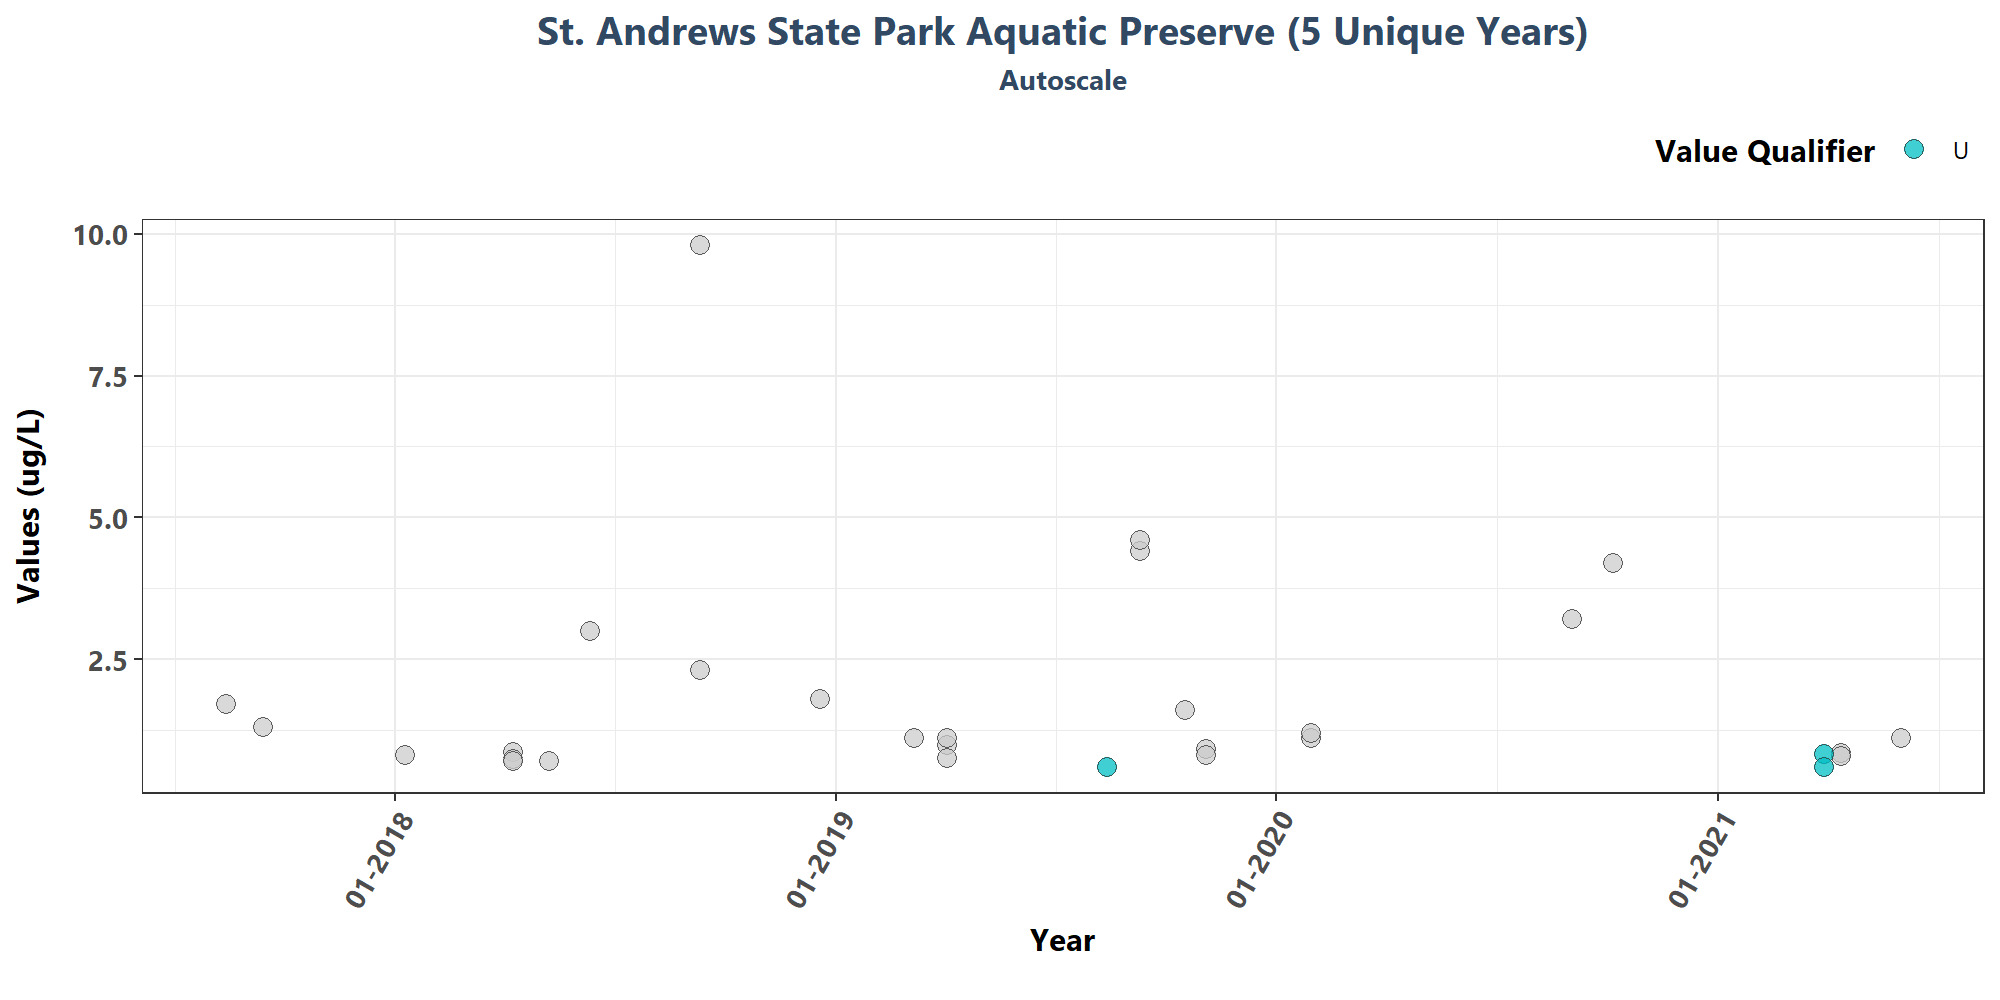 St. Andrews State Park Aquatic Preserve (5 Unique Years)
Autoscale
Value Qualifier U
10.0
7.5
5.0
2.5
Values (ug/L)
01-2018
01-2019
01-2020
01-2021
Year